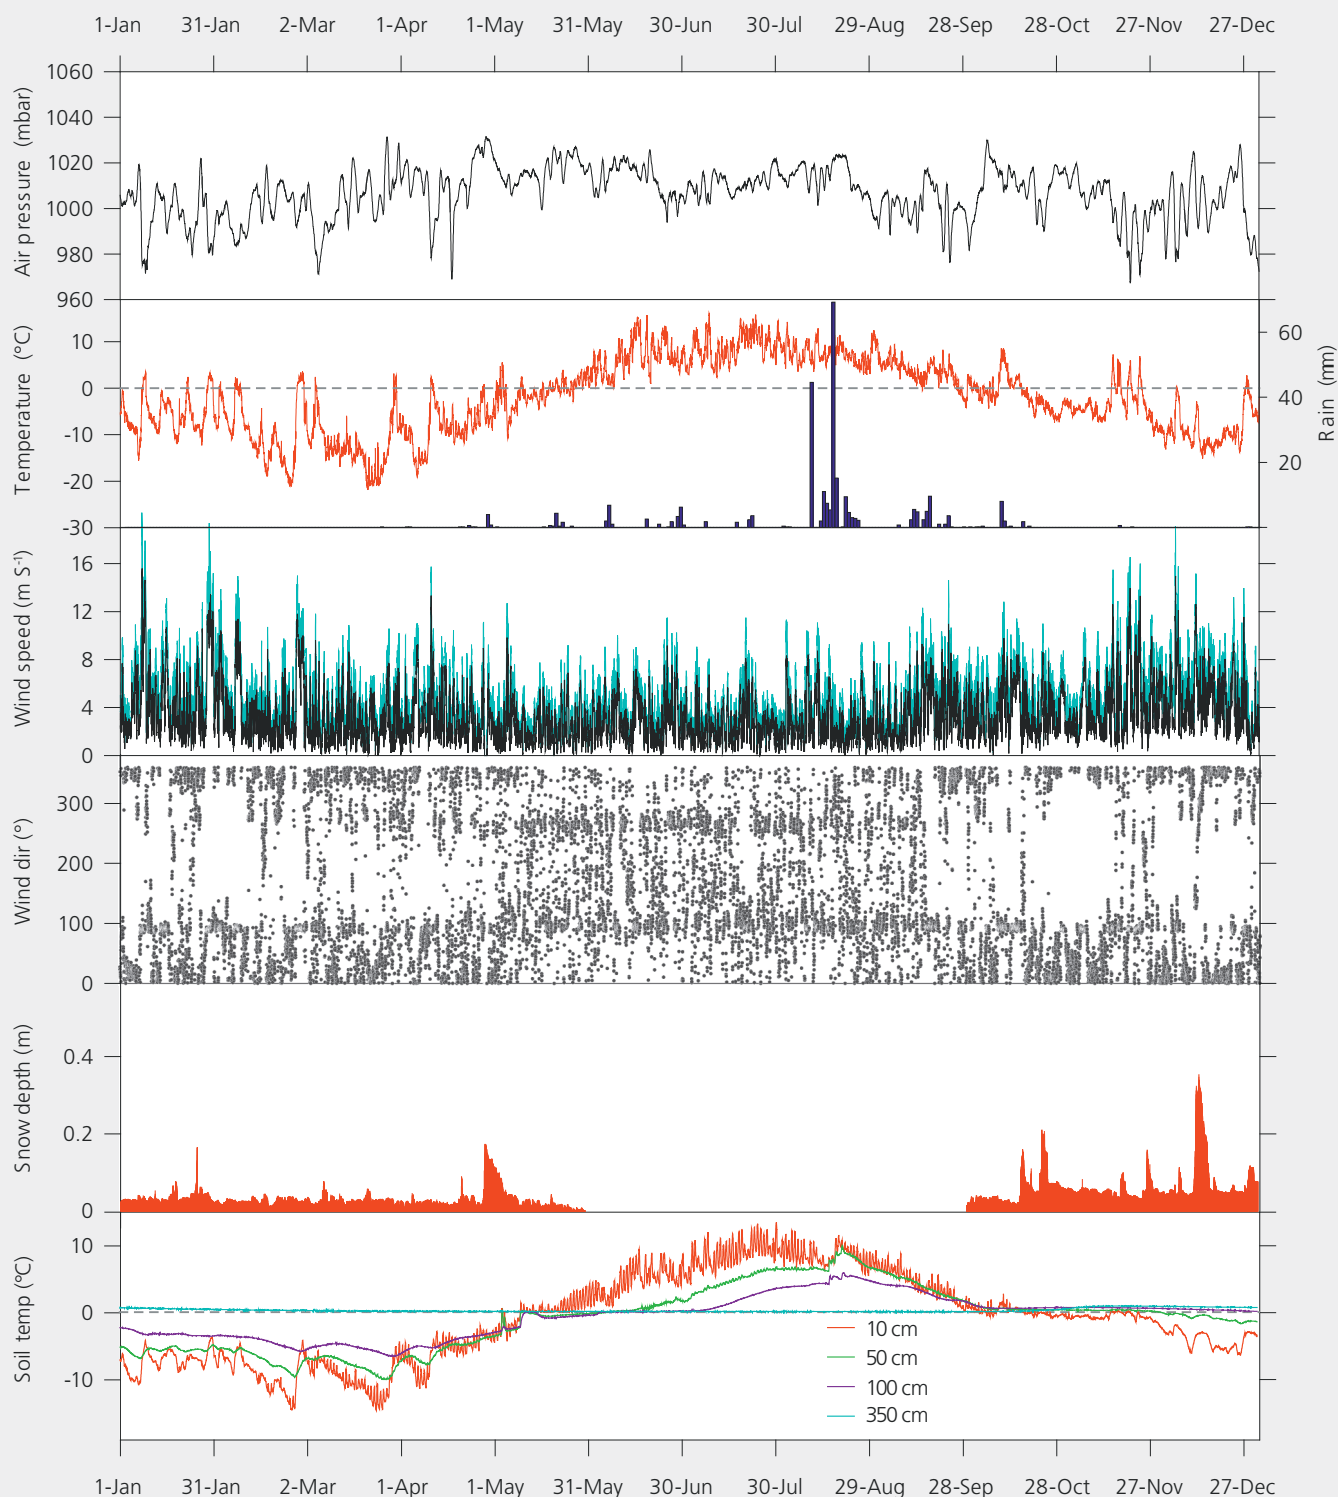 1-Jan 31-Jan 2-Mar 1-Apr 1-May 31-May 30-Jun 30-Jul 29-Aug 28-Sep 28-Oct 27-Nov 27-Dec
Air pressure (mbar)
1060
1040
1020
1000
980
960
Temperature (°C)
10
0
-10
-20
-30
Rain (mm)
60
40
20
Wind speed (m S-1)
16
12
8
4
0
Wind dir (°)
300
200
100
0
Snow depth (m)
0.4
0.2
0
Soil temp (°C)
10
0
-10
10 cm
50 cm
100 cm
350 cm
1-Jan 31-Jan 2-Mar 1-Apr 1-May 31-May 30-Jun 30-Jul 29-Aug 28-Sep 28-Oct 27-Nov 27-Dec